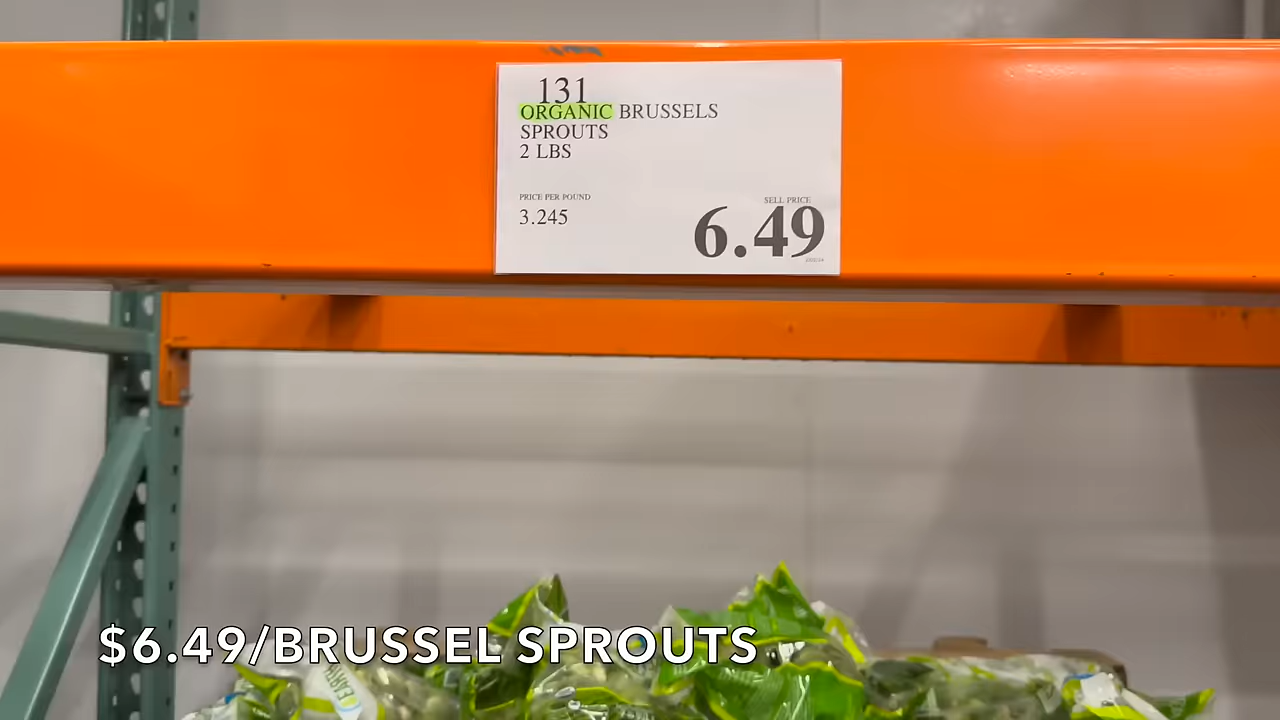 131
ORGANIC BRUSSELS
SPROUTS
2 LBS
PRICE PER POUND
3.245
SELL PRICE
6.49
$6.49/BRUSSEL SPROUTS